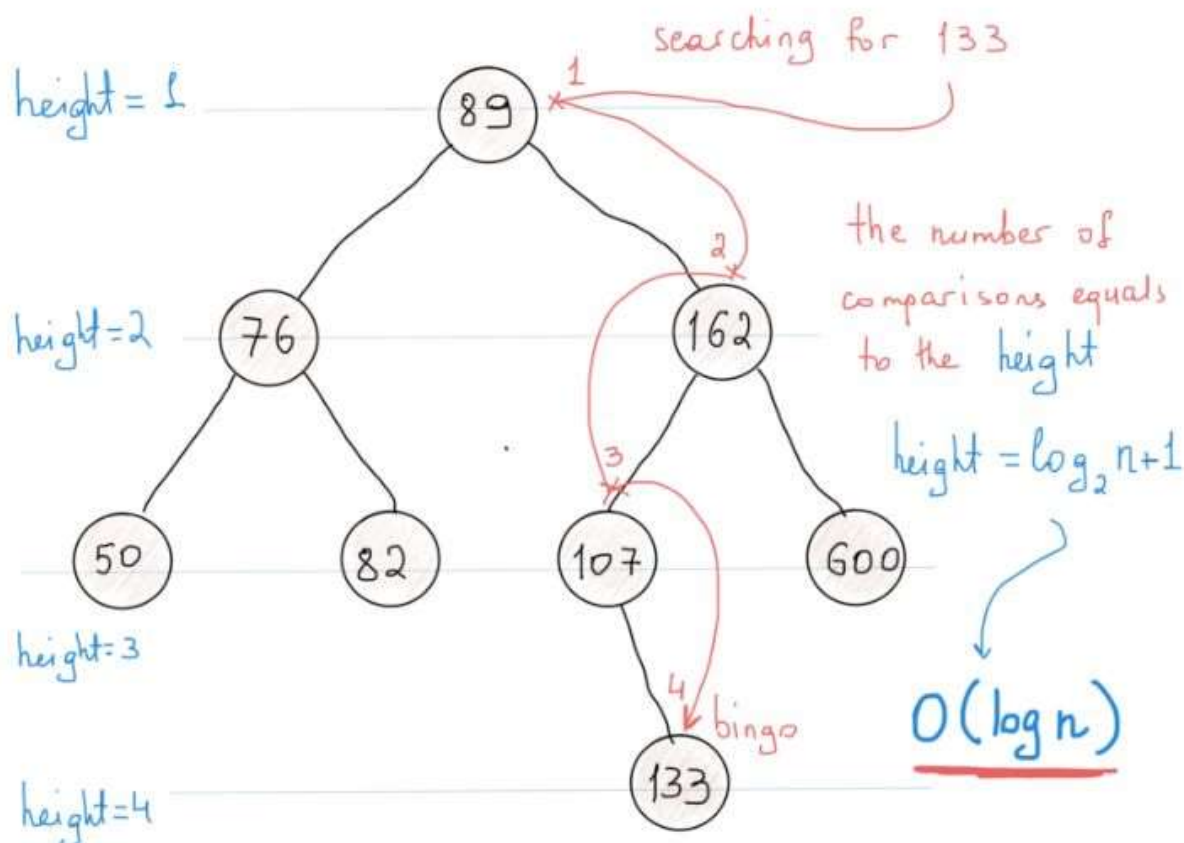 searching for 133
height = 1
89
1
2
the number of
comparisons equals
to the height
height=2
76
162
height = log₂ n+1
3
50
82
107
600
height=3
4
bingo
O(log n)
133
height=4